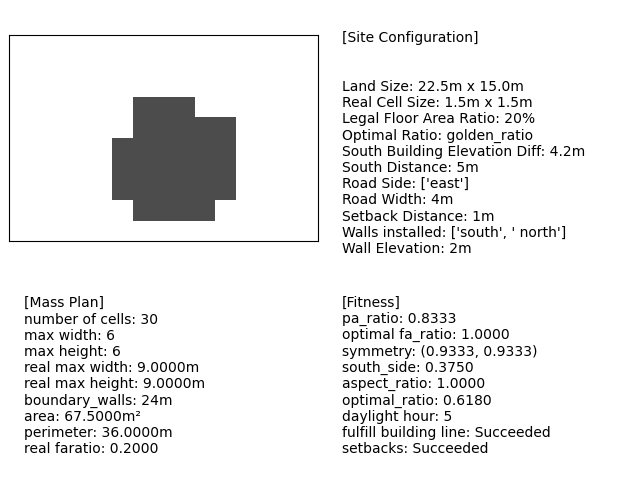 [Site Configuration]
Land Size: 22.5m x 15.0m
Real Cell Size: 1.5m x 1.5m
Legal Floor Area Ratio: 20%
Optimal Ratio: golden_ratio
South Building Elevation Diff: 4.2m
South Distance: 5m
Road Side: ['east']
Road Width: 4m
Setback Distance: 1m
Walls installed: ['south', ' north']
Wall Elevation: 2m
[Mass Plan]
number of cells: 30
max width: 6
max height: 6
real max width: 9.0000m
real max height: 9.0000m
boundary_walls: 24m
area: 67.5000m²
perimeter: 36.0000m
real faratio: 0.2000
[Fitness]
pa_ratio: 0.8333
optimal fa_ratio: 1.0000
symmetry: (0.9333, 0.9333)
south_side: 0.3750
aspect_ratio: 1.0000
optimal_ratio: 0.6180
daylight hour: 5
fulfill building line: Succeeded
setbacks: Succeeded